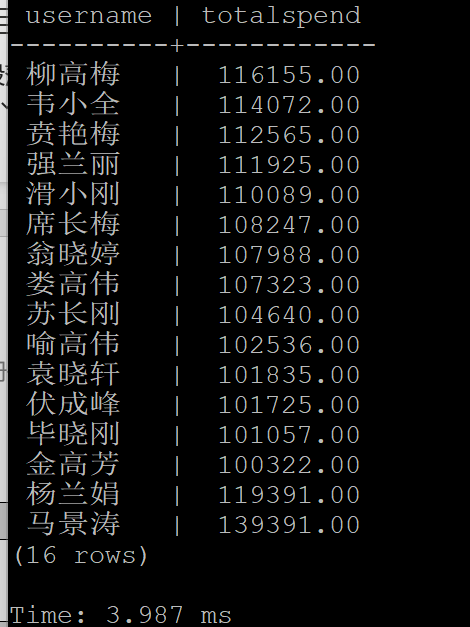 username | totalspend
----------+------------
柳高梅 | 116155.00
韦小全 | 114072.00
贲艳梅 | 112565.00
强兰丽 | 111925.00
滑小刚 | 110089.00
席长梅 | 108247.00
翁晓婷 | 107988.00
娄高伟 | 107323.00
苏长刚 | 104640.00
喻高伟 | 102536.00
袁晓轩 | 101835.00
伏成峰 | 101725.00
毕晓刚 | 101057.00
金高芳 | 100322.00
杨兰娟 | 119391.00
马景涛 | 139391.00
(16 rows)
Time: 3.987 ms